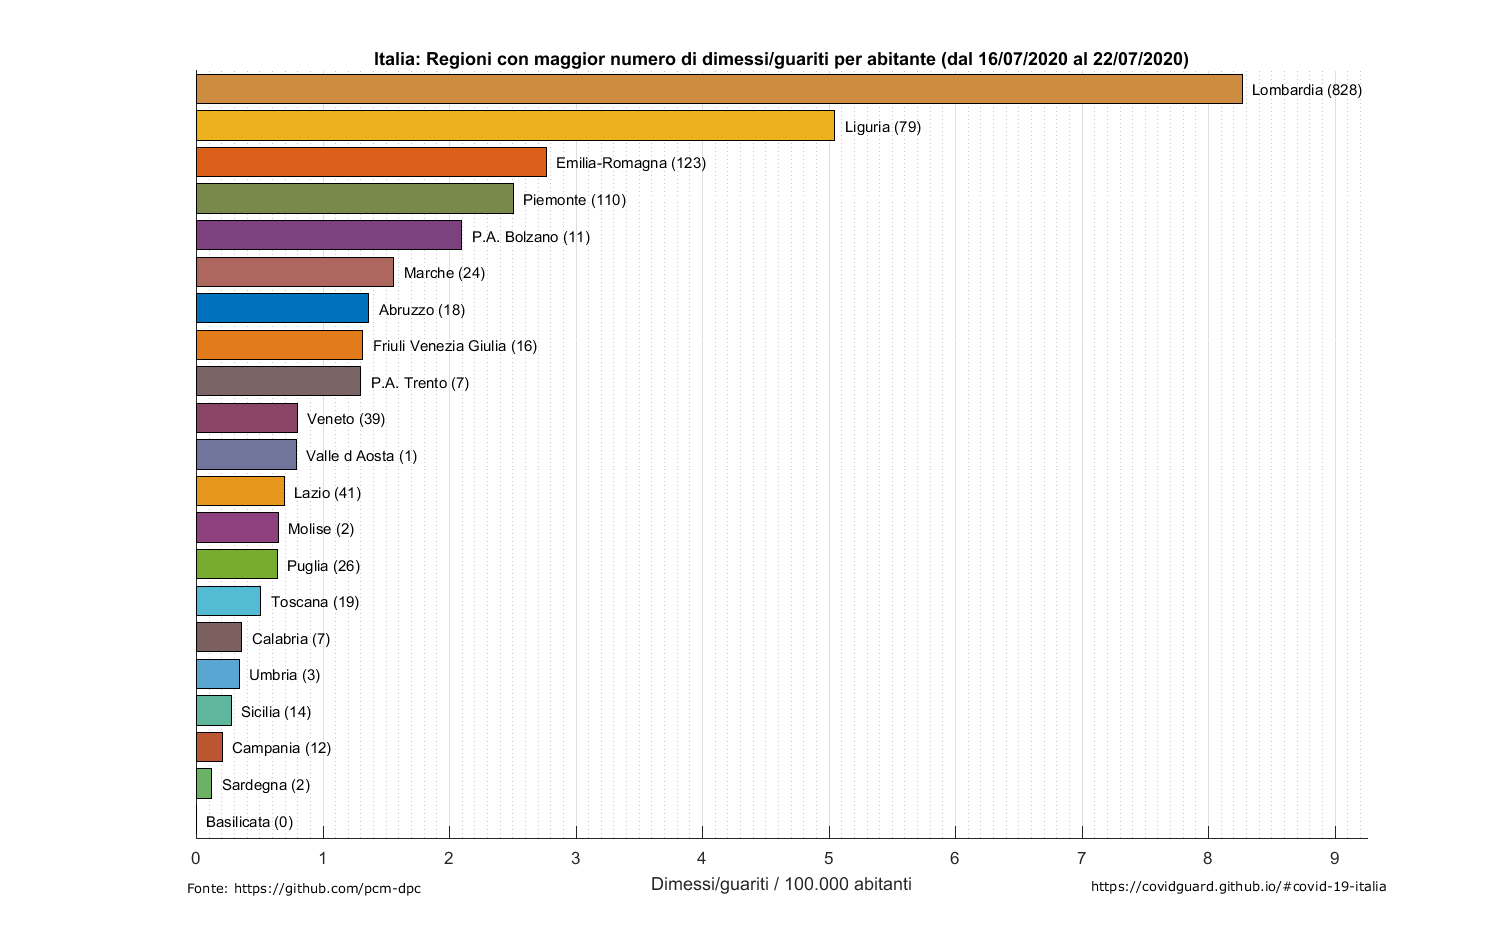 Italia: Regioni con maggior numero di dimessi/guariti per abitante (dal 16/07/2020 al 22/07/2020)
Lombardia (828)
Liguria (79)
Emilia-Romagna (123)
Piemonte (110)
P.A. Bolzano (11)
Marche (24)
Abruzzo (18)
Friuli Venezia Giulia (16)
P.A. Trento (7)
Veneto (39)
Valle d Aosta (1)
Lazio (41)
Molise (2)
Puglia (26)
Toscana (19)
Calabria (7)
Umbria (3)
Sicilia (14)
Campania (12)
Sardegna (2)
Basilicata (0)
0 1 2 3 4 5 6 7 8 9
Dimessi/guariti / 100.000 abitanti
Fonte: https://github.com/pcm-dpc
https://covidguard.github.io/#covid-19-italia